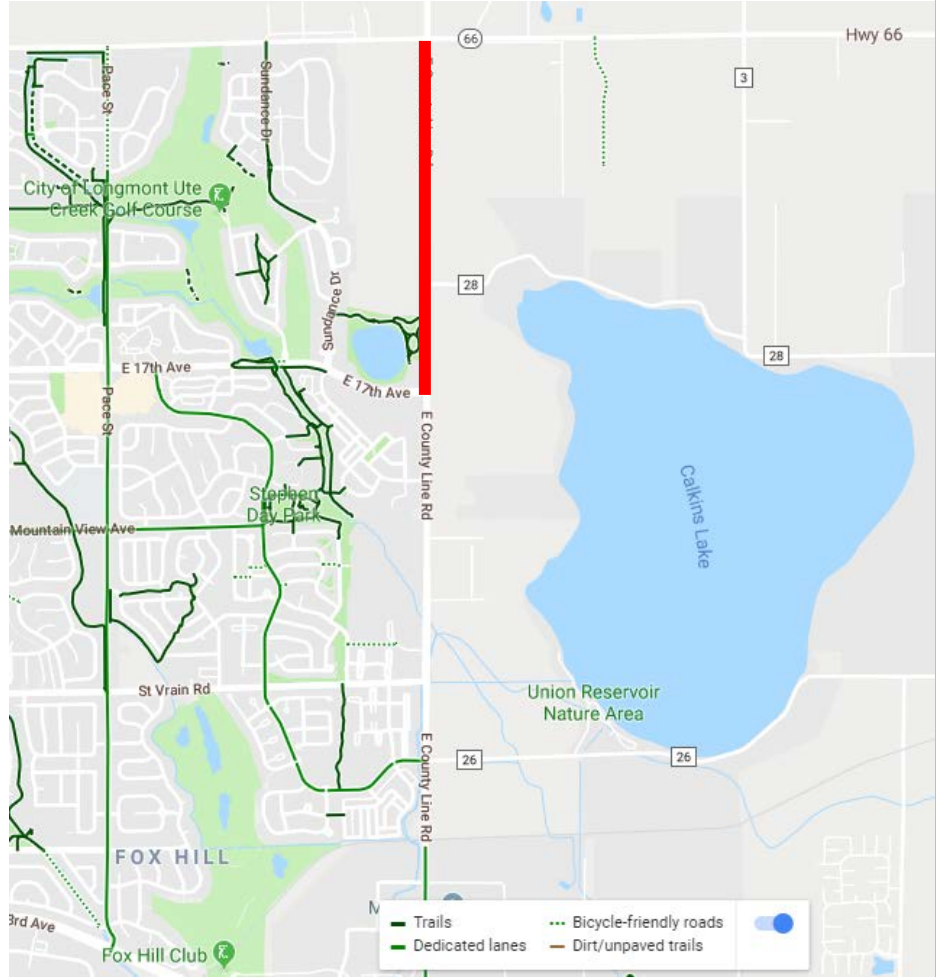 66
Hwy 66
3
Pace St
Sundance Dr
City of Longmont Ute
Creek Golf Course
28
Sundance Dr
28
E 17th Ave
E 17th Ave
Pace St
E County Line Rd
Calkins Lake
Stephen
Day Park
Mountain View Ave
St Vrain Rd
Union Reservoir
Nature Area
E County Line Rd
26
26
FOX HILL
3rd Ave
Fox Hill Club
M
Trails
Bicycle-friendly roads
Dedicated lanes
Dirt/unpaved trails